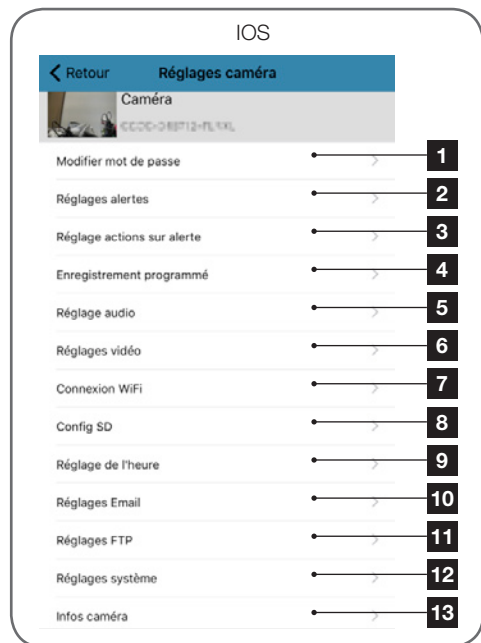 IOS
Retour Réglages caméra
Caméra
Modifier mot de passe 1
Réglages alertes 2
Réglage actions sur alerte 3
Enregistrement programmé 4
Réglage audio 5
Réglages vidéo 6
Connexion WiFi 7
Config SD 8
Réglage de l'heure 9
Réglages Email 10
Réglages FTP 11
Réglages système 12
Infos caméra 13